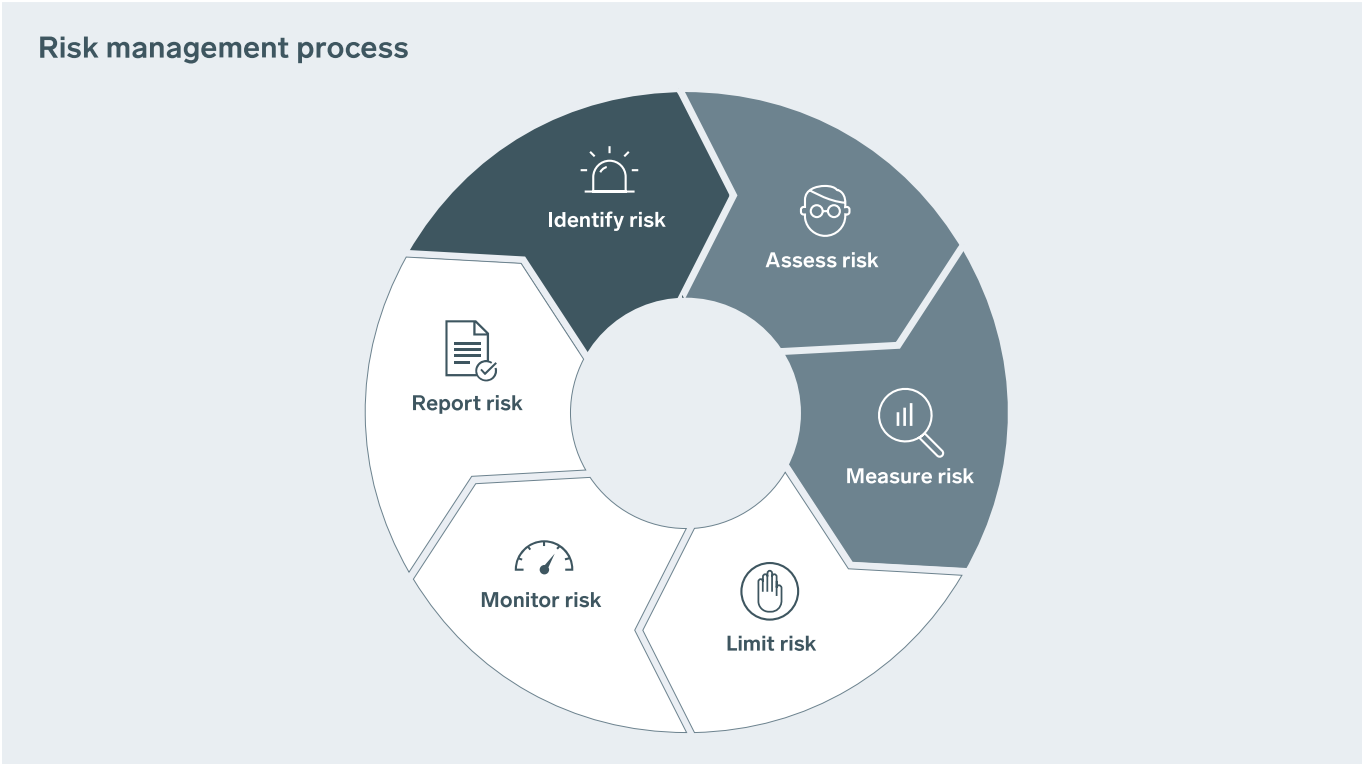 Risk management process
Identify risk
Assess risk
Measure risk
Limit risk
Monitor risk
Report risk